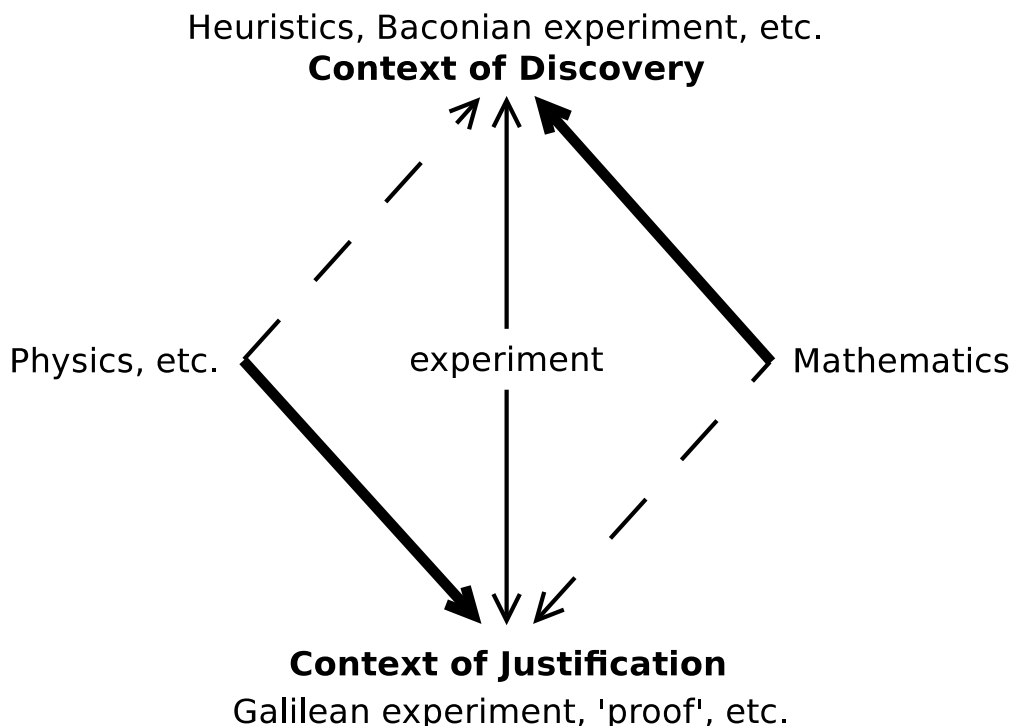 Heuristics, Baconian experiment, etc.
Context of Discovery
Physics, etc.
experiment
Mathematics
Context of Justification
Galilean experiment, 'proof', etc.